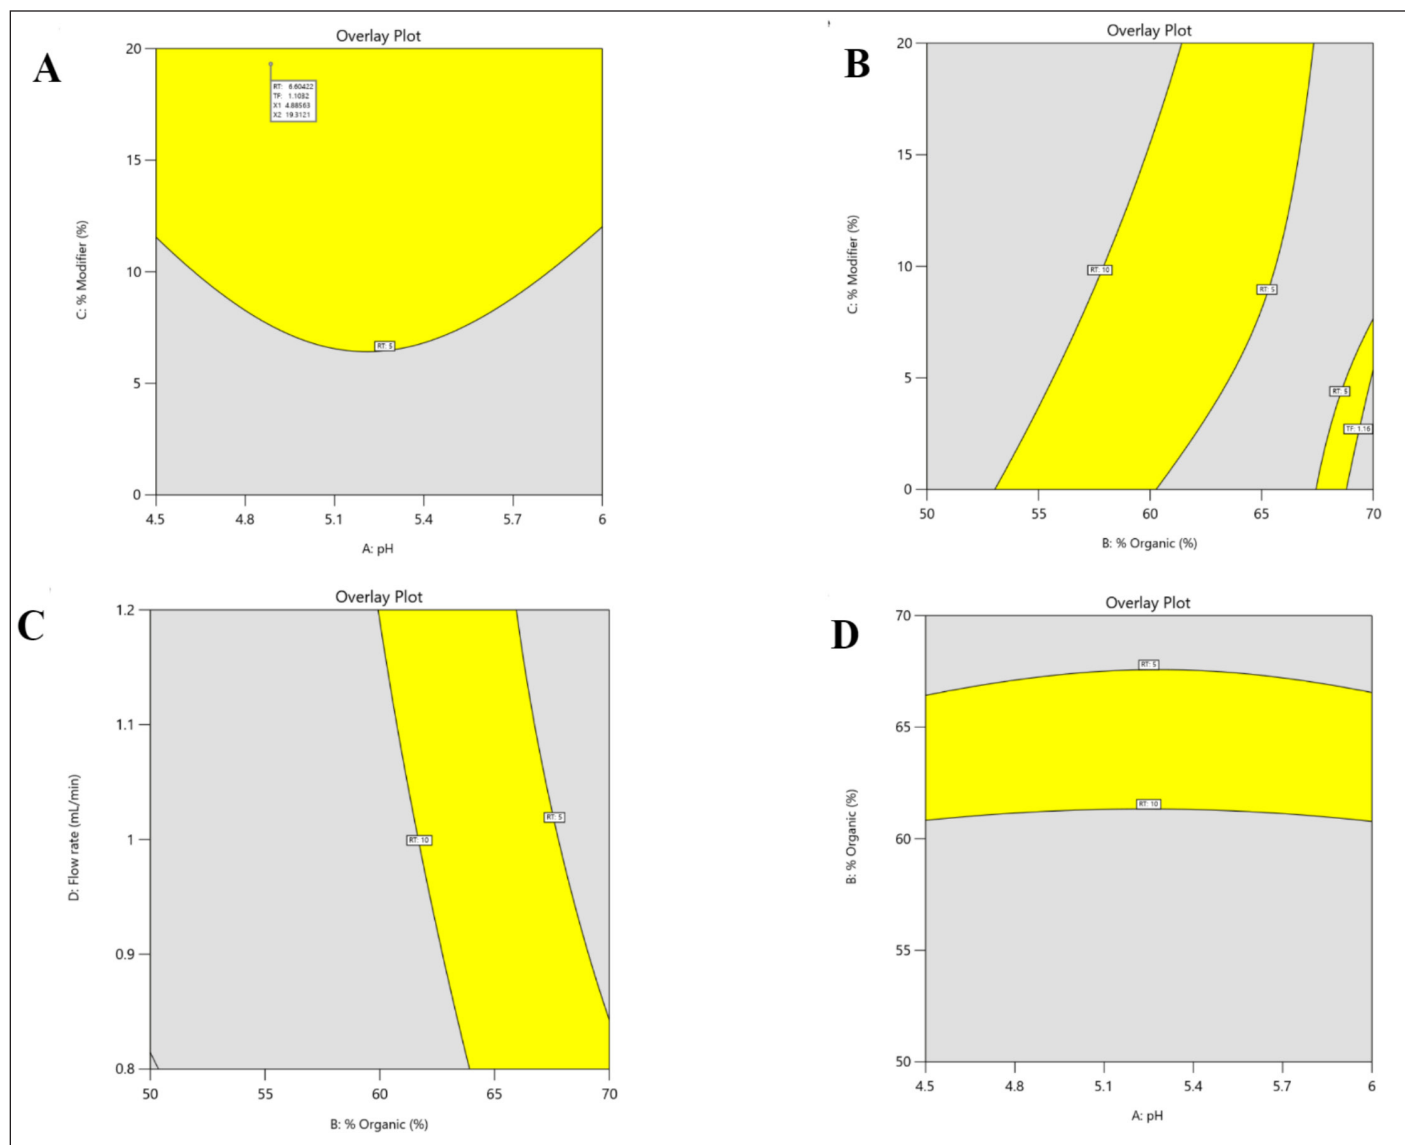 A
Overlay Plot
20
15
10
5
0
C: % Modifier (%)
RT: 6.60422
TF: 1.1032
X1 4.88563
X2 19.3121
RT: 5
4.5 4.8 5.1 5.4 5.7 6
A: pH
B
Overlay Plot
20
15
10
5
0
C: % Modifier (%)
RT: 10
RT: 5
RT: 5
TF: 1.16
50 55 60 65 70
B: % Organic (%)
C
Overlay Plot
1.2
1.1
1
0.9
0.8
D: Flow rate (mL/min)
RT: 10
RT: 5
50 55 60 65 70
B: % Organic (%)
D
Overlay Plot
70
65
60
55
50
B: % Organic (%)
RT: 5
RT: 10
4.5 4.8 5.1 5.4 5.7 6
A: pH